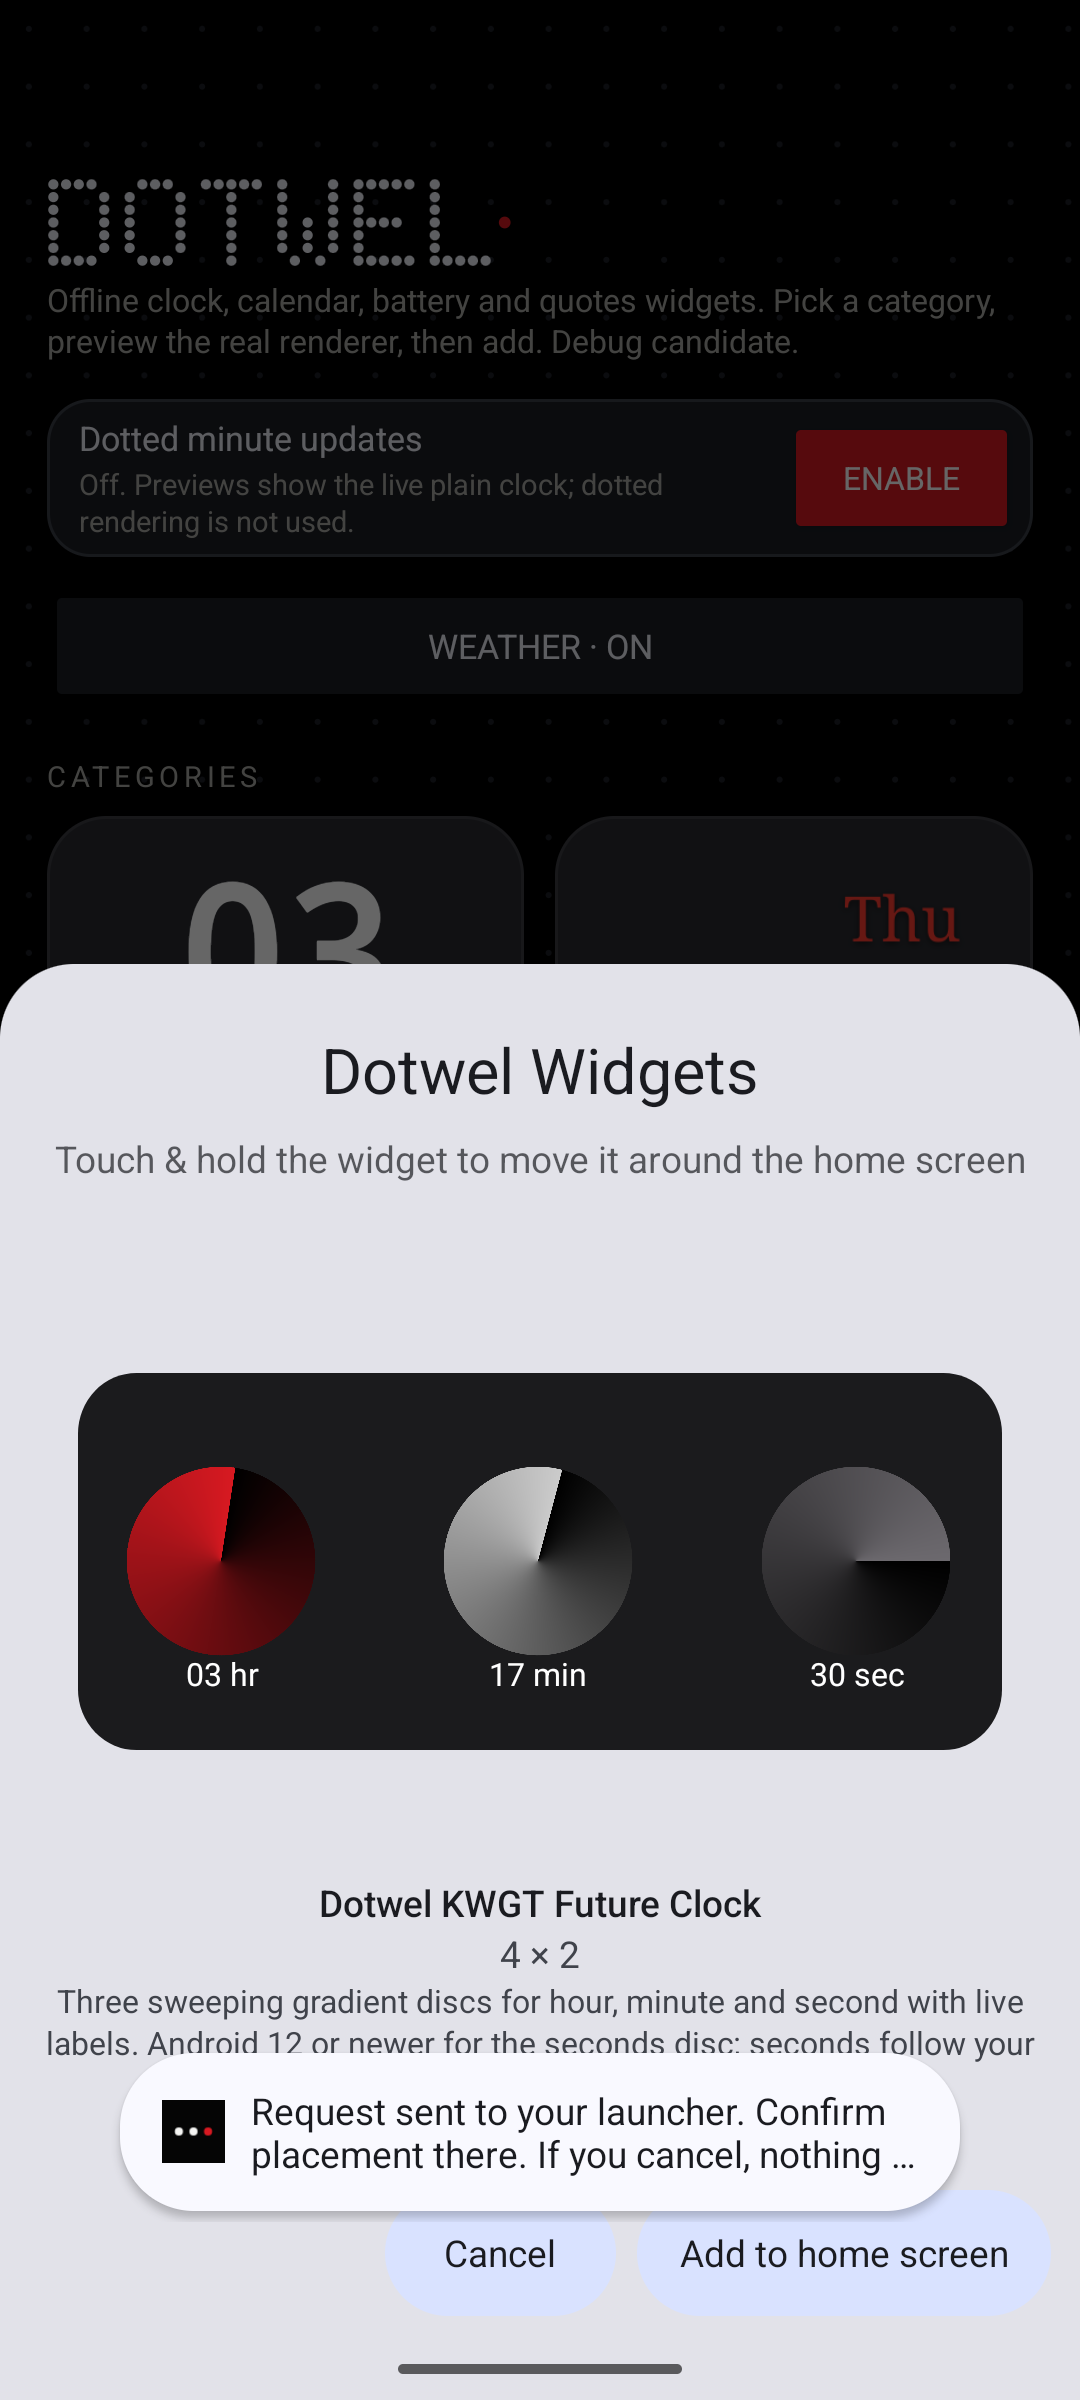 DOTWEL
Offline clock, calendar, battery and quotes widgets. Pick a category,
preview the real renderer, then add. Debug candidate.
Dotted minute updates
Off. Previews show the live plain clock; dotted
rendering is not used.
ENABLE
WEATHER · ON
CATEGORIES
03
Thu
Dotwel Widgets
Touch & hold the widget to move it around the home screen
03 hr
17 min
30 sec
Dotwel KWGT Future Clock
4 × 2
Three sweeping gradient discs for hour, minute and second with live
labels. Android 12 or newer for the seconds disc; seconds follow your
Request sent to your launcher. Confirm
placement there. If you cancel, nothing …
Cancel
Add to home screen